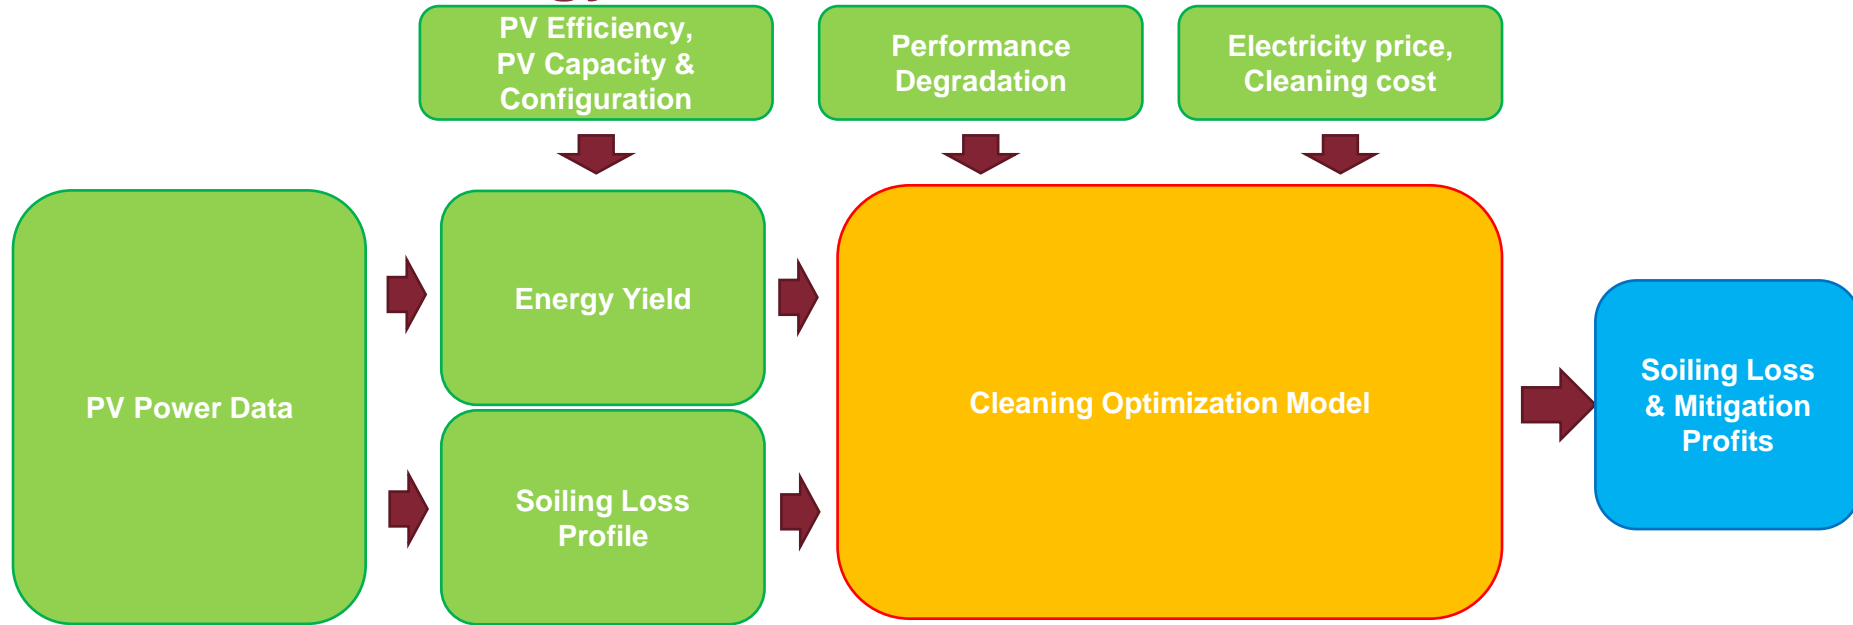 PV Efficiency,
PV Capacity &
Configuration
Performance
Degradation
Electricity price,
Cleaning cost
PV Power Data
Energy Yield
Soiling Loss
Profile
Cleaning Optimization Model
Soiling Loss
& Mitigation
Profits